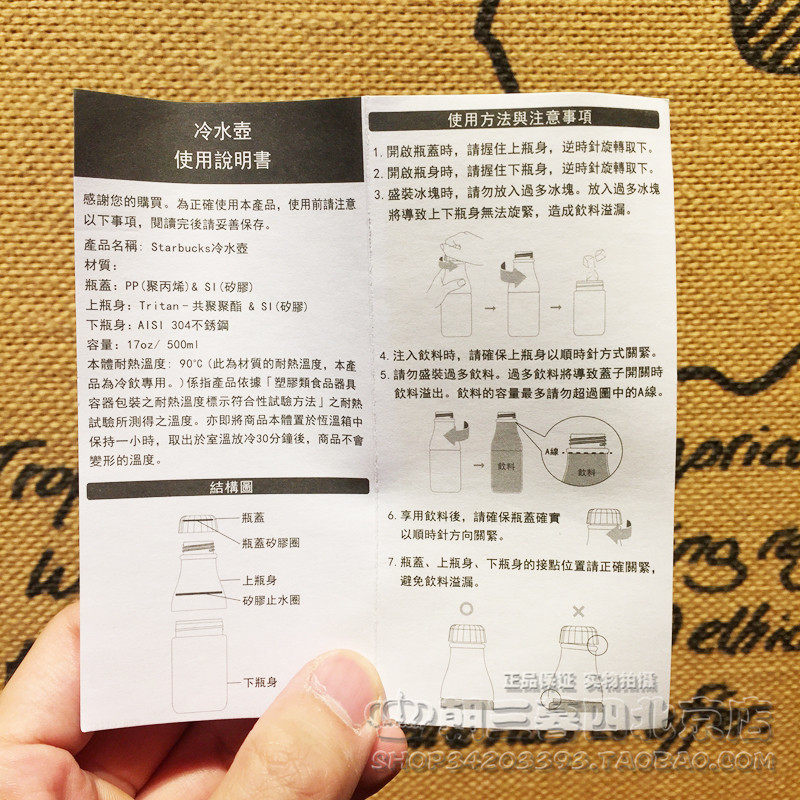 冷水壺
使用說明書
感謝您的購買。為正確使用本產品，使用前請注意
以下事項，閱讀完後請妥善保存。
產品名稱: Starbucks冷水壺
材質:
瓶蓋: PP(聚丙烯)& SI(矽膠)
上瓶身: Tritan-共聚聚酯 & SI(矽膠)
下瓶身: AISI 304不銹鋼
容量: 17oz/ 500ml
本體耐熱溫度: 90℃(此為材質的耐熱溫度，本產
品為冷飲專用。)係指產品依據「塑膠類食品器具
容器包裝之耐熱溫度標示符合性試驗方法」之耐熱
試驗所測得之溫度。亦即將商品本體置於恆溫箱中
保持一小時，取出於室溫放冷30分鐘後，商品不會
變形的溫度。
結構圖
瓶蓋
瓶蓋矽膠圈
上瓶身
矽膠止水圈
下瓶身
使用方法與注意事項
1. 開啟瓶蓋時，請握住上瓶身，逆時針旋轉取下。
2. 開啟瓶身時，請握住下瓶身，逆時針旋轉取下。
3. 盛裝冰塊時，請勿放入過多冰塊。放入過多冰塊
將導致上下瓶身無法旋緊，造成飲料溢漏。
4. 注入飲料時，請確保上瓶身以順時針方式關緊。
5. 請勿盛裝過多飲料。過多飲料將導致蓋子開關時
飲料溢出。飲料的容量最多請勿超過圖中的A線。
飲料
A線
飲料
6. 享用飲料後，請確保瓶蓋確實
以順時針方向關緊。
7. 瓶蓋、上瓶身、下瓶身的接點位置請正確關緊，
避免飲料溢漏。
正品保证 实物拍摄
朝三暮四北京店
SHOP34203393.TAOBAO.COM